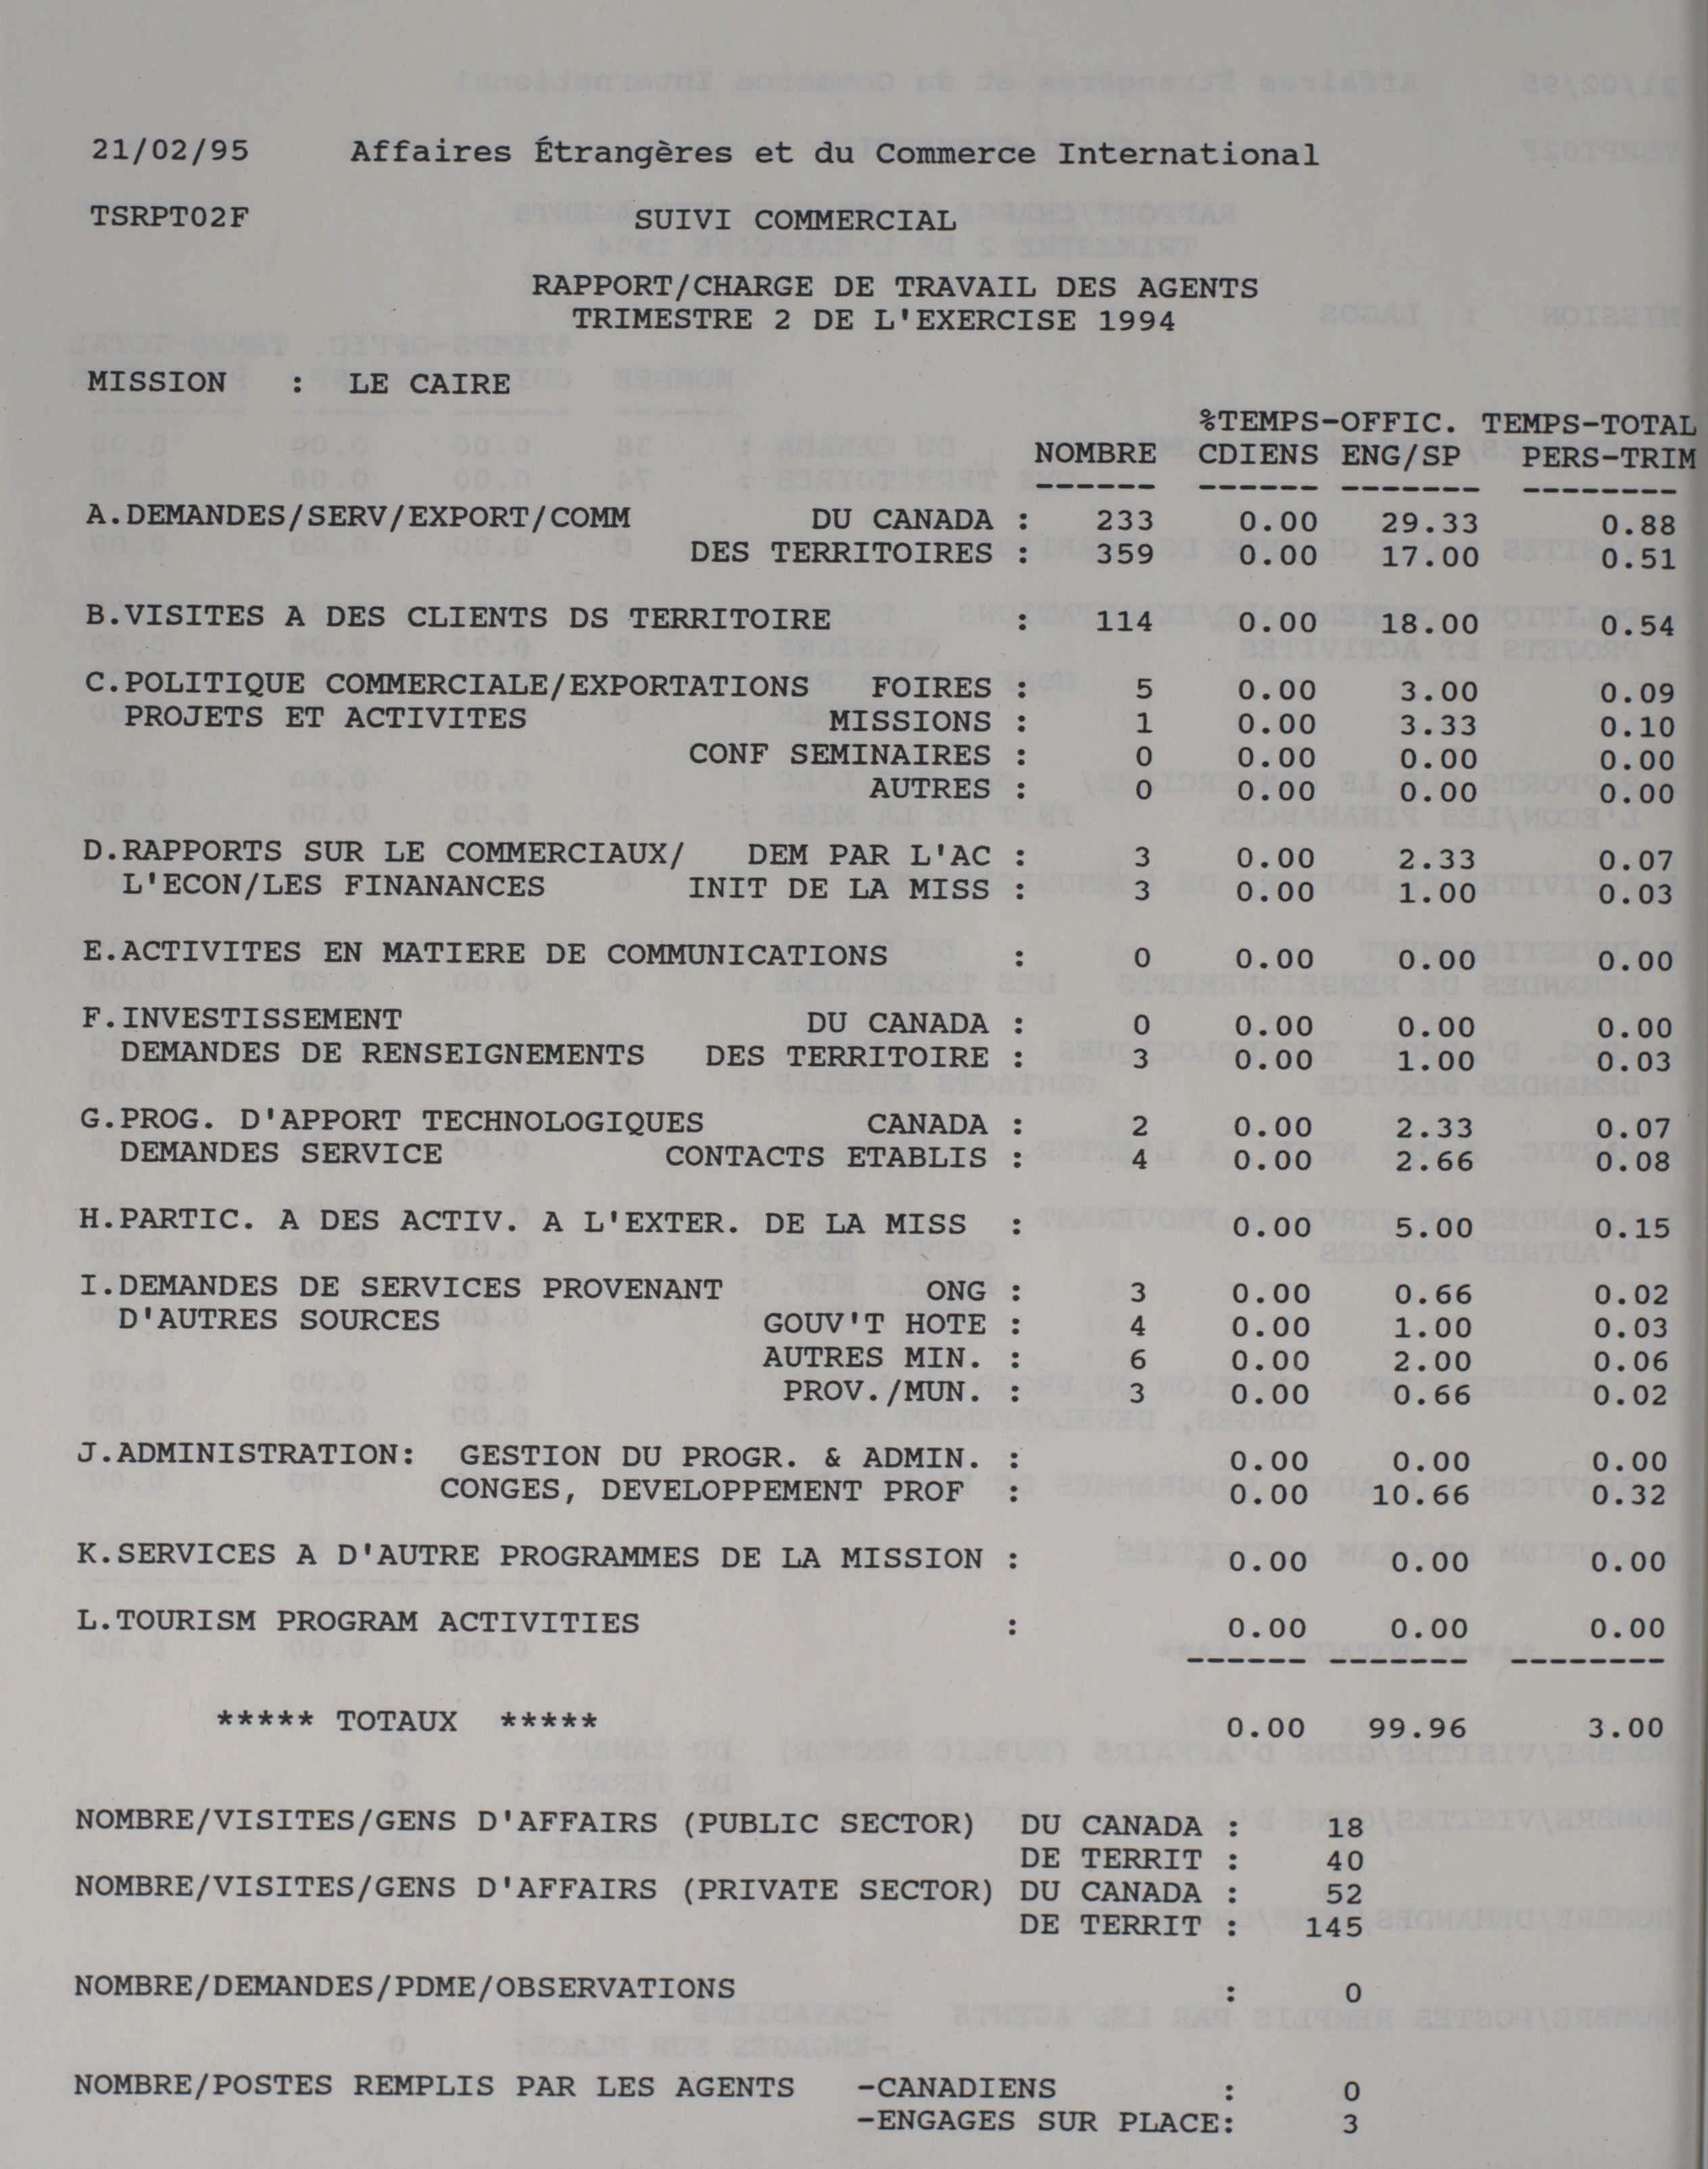 21/02/95 Affaires Étrangères et du Commerce International
TSRPT02F SUIVI COMMERCIAL
RAPPORT/CHARGE DE TRAVAIL DES AGENTS
TRIMESTRE 2 DE L'EXERCISE 1994
MISSION : LE CAIRE
%TEMPS-OFFIC. TEMPS-TOTAL
NOMBRE CDIENS ENG/SP PERS-TRIM
------ ------ ------- --------
A.DEMANDES/SERV/EXPORT/COMM DU CANADA : 233 0.00 29.33 0.88
DES TERRITOIRES : 359 0.00 17.00 0.51
B.VISITES A DES CLIENTS DS TERRITOIRE : 114 0.00 18.00 0.54
C.POLITIQUE COMMERCIALE/EXPORTATIONS FOIRES : 5 0.00 3.00 0.09
PROJETS ET ACTIVITES MISSIONS : 1 0.00 3.33 0.10
CONF SEMINAIRES : 0 0.00 0.00 0.00
AUTRES : 0 0.00 0.00 0.00
D.RAPPORTS SUR LE COMMERCIAUX/ DEM PAR L'AC : 3 0.00 2.33 0.07
L'ECON/LES FINANANCES INIT DE LA MISS : 3 0.00 1.00 0.03
E.ACTIVITES EN MATIERE DE COMMUNICATIONS : 0 0.00 0.00 0.00
F.INVESTISSEMENT DU CANADA : 0 0.00 0.00 0.00
DEMANDES DE RENSEIGNEMENTS DES TERRITOIRE : 3 0.00 1.00 0.03
G.PROG. D'APPORT TECHNOLOGIQUES CANADA : 2 0.00 2.33 0.07
DEMANDES SERVICE CONTACTS ETABLIS : 4 0.00 2.66 0.08
H.PARTIC. A DES ACTIV. A L'EXTER. DE LA MISS : 0.00 5.00 0.15
I.DEMANDES DE SERVICES PROVENANT ONG : 3 0.00 0.66 0.02
D'AUTRES SOURCES GOUV'T HOTE : 4 0.00 1.00 0.03
AUTRES MIN. : 6 0.00 2.00 0.06
PROV./MUN. : 3 0.00 0.66 0.02
J.ADMINISTRATION: GESTION DU PROGR. & ADMIN. : 0.00 0.00 0.00
CONGES, DEVELOPPEMENT PROF : 0.00 10.66 0.32
K.SERVICES A D'AUTRE PROGRAMMES DE LA MISSION : 0.00 0.00 0.00
L.TOURISM PROGRAM ACTIVITIES : 0.00 0.00 0.00
------ ------- --------
***** TOTAUX ***** 0.00 99.96 3.00
NOMBRE/VISITES/GENS D'AFFAIRS (PUBLIC SECTOR) DU CANADA : 18
DE TERRIT : 40
NOMBRE/VISITES/GENS D'AFFAIRS (PRIVATE SECTOR) DU CANADA : 52
DE TERRIT : 145
NOMBRE/DEMANDES/PDME/OBSERVATIONS : 0
NOMBRE/POSTES REMPLIS PAR LES AGENTS -CANADIENS : 0
-ENGAGES SUR PLACE: 3